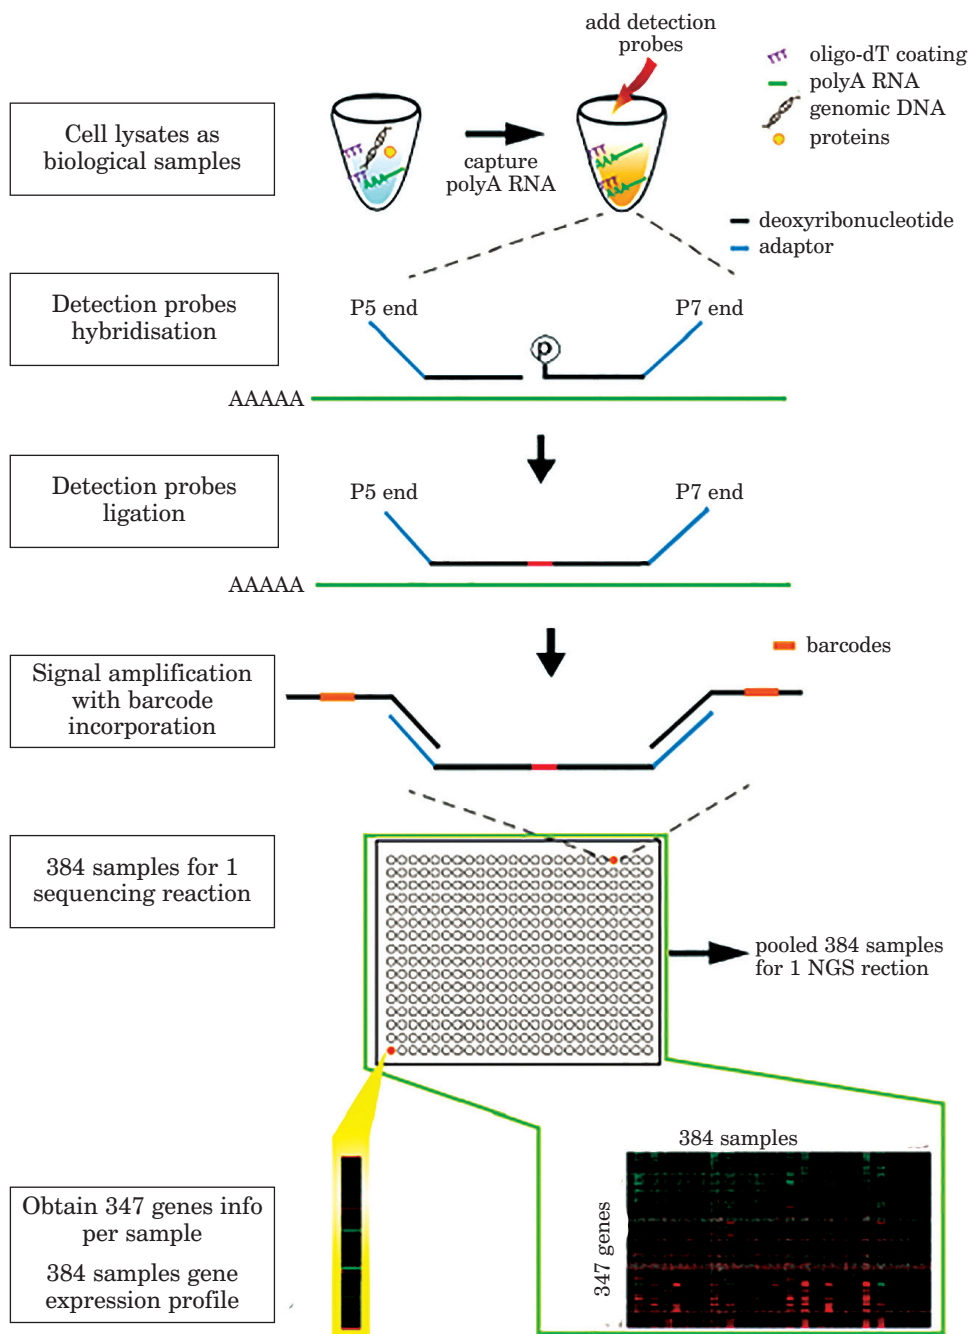 add detection
probes
oligo-dT coating
polyA RNA
genomic DNA
proteins
Cell lysates as
biological samples
capture
polyA RNA
deoxyribonucleotide
adaptor
Detection probes
hybridisation
P5 end
P7 end
p
AAAAA
Detection probes
ligation
P5 end
P7 end
AAAAA
Signal amplification
with barcode
incorporation
barcodes
384 samples for 1
sequencing reaction
pooled 384 samples
for 1 NGS rection
384 samples
347 genes
Obtain 347 genes info
per sample
384 samples gene
expression profile